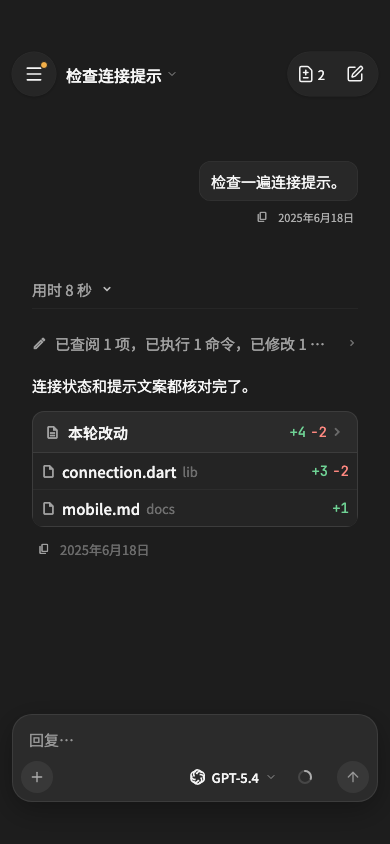 检查连接提示
2
检查一遍连接提示。
2025年6月18日
用时 8 秒
已查阅 1 项，已执行 1 命令，已修改 1 …
连接状态和提示文案都核对完了。
本轮改动 +4 -2
connection.dart lib +3 -2
mobile.md docs +1
2025年6月18日
回复…
GPT-5.4